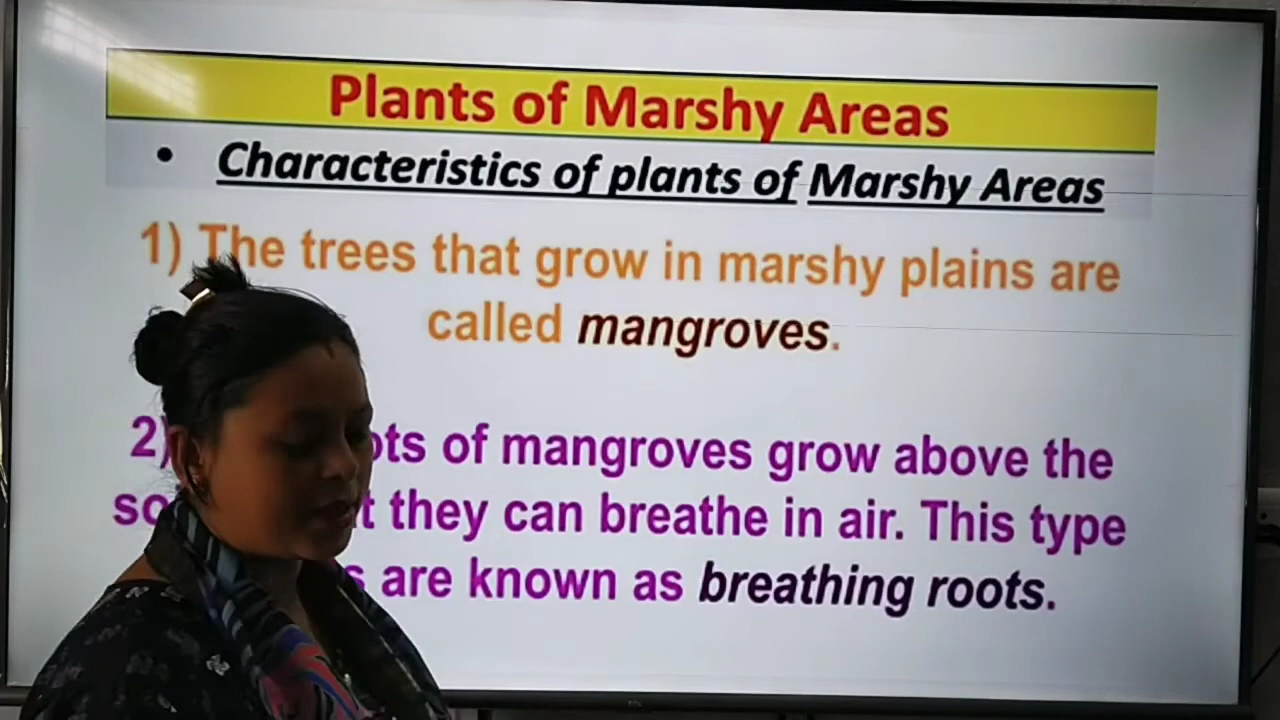 Plants of Marshy Areas
• Characteristics of plants of Marshy Areas
1) The trees that grow in marshy plains are
called mangroves.
2) of mangroves grow above the
they can breathe in air. This type
are known as breathing roots.